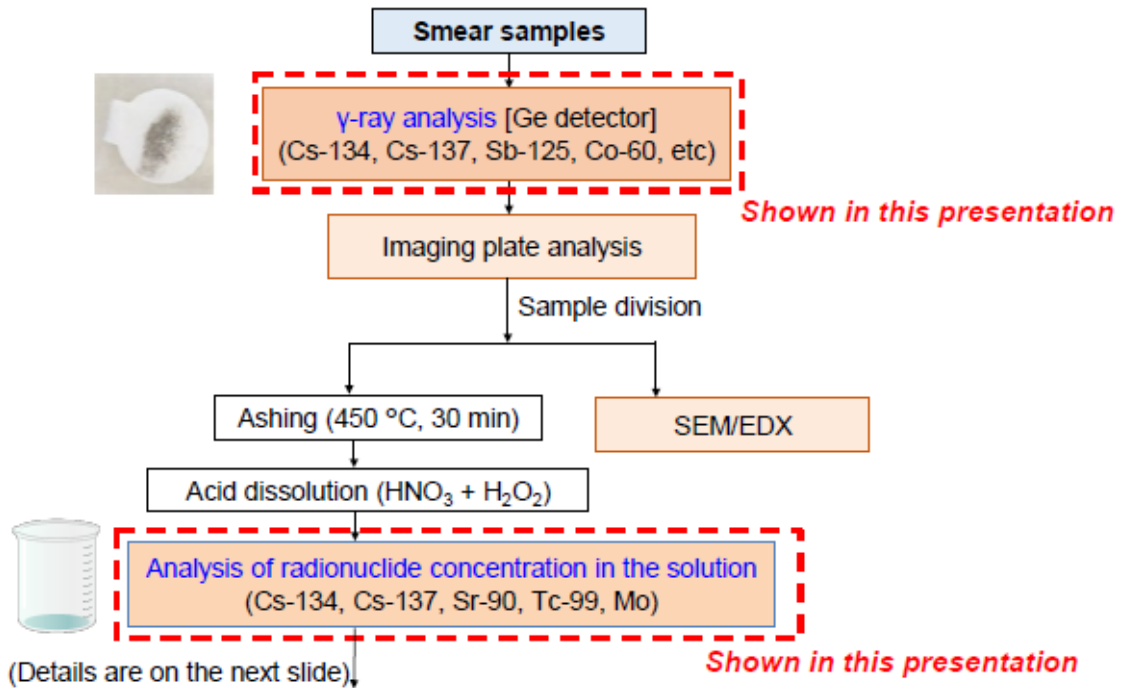 Smear samples
γ-ray analysis [Ge detector]
(Cs-134, Cs-137, Sb-125, Co-60, etc)
Shown in this presentation
Imaging plate analysis
Sample division
Ashing (450 °C, 30 min)
SEM/EDX
Acid dissolution (HNO₃ + H₂O₂)
Analysis of radionuclide concentration in the solution
(Cs-134, Cs-137, Sr-90, Tc-99, Mo)
Shown in this presentation
(Details are on the next slide)